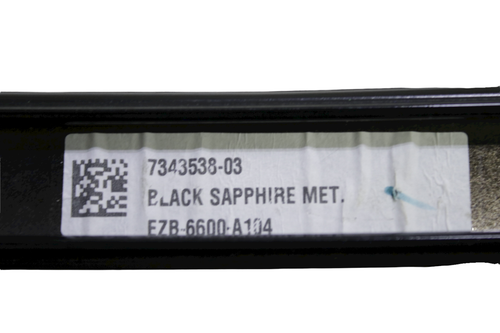 7343538-03
BLACK SAPPHIRE MET.
EZB-6600-A104